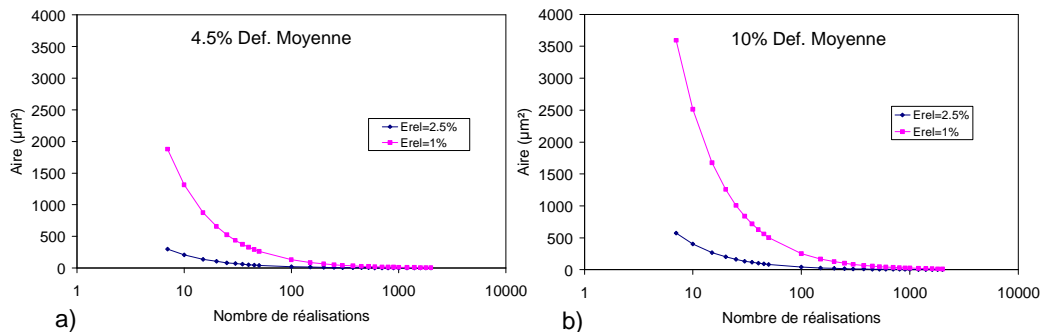 4000
3500
3000
2500
2000
1500
1000
500
0
Aire (µm²)
4.5% Def. Moyenne
Erel=2.5%
Erel=1%
1
10
100
1000
10000
Nombre de réalisations
a)
4000
3500
3000
2500
2000
1500
1000
500
0
Aire (µm²)
10% Def. Moyenne
Erel=2.5%
Erel=1%
1
10
100
1000
10000
Nombre de réalisations
b)